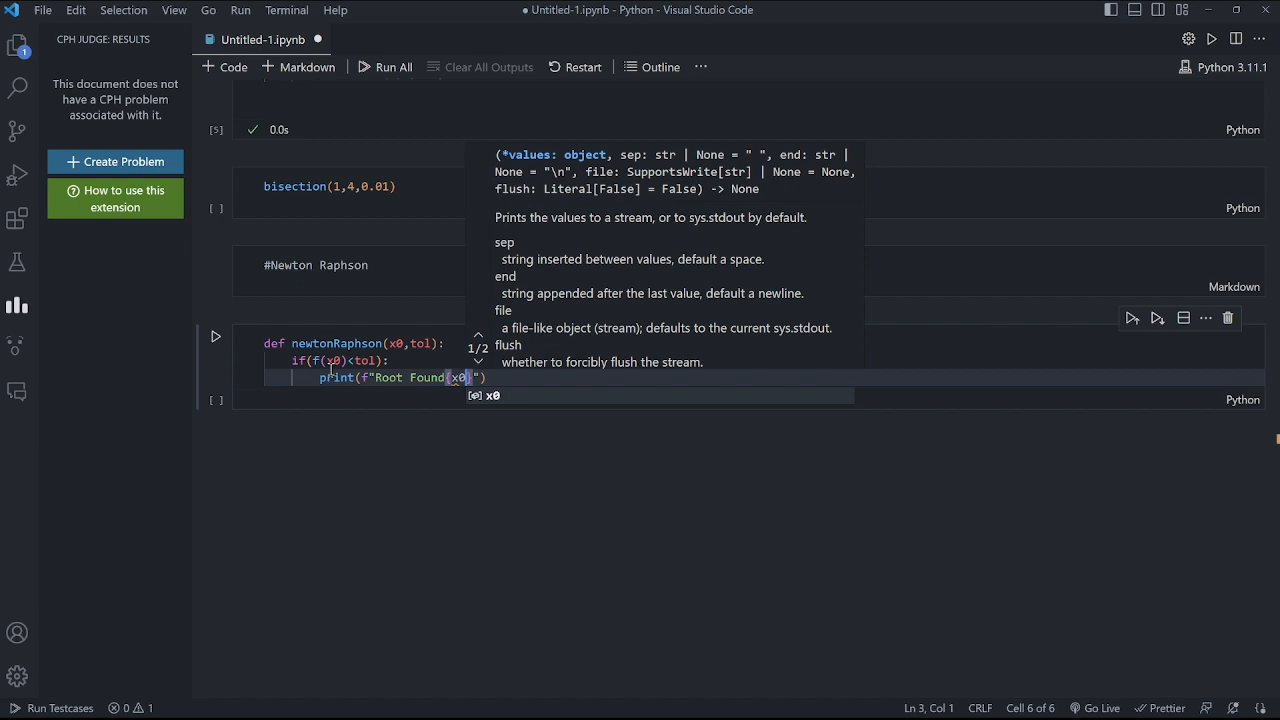 File Edit Selection View Go Run Terminal Help
● Untitled-1.ipynb - Python - Visual Studio Code
CPH JUDGE: RESULTS
This document does not
have a CPH problem
associated with it.
+ Create Problem
How to use this
extension
1
Untitled-1.ipynb ●
+ Code + Markdown Run All Clear All Outputs Restart Outline ... Python 3.11.1
[5] ✓ 0.0s Python
bisection(1,4,0.01)
[ ] Python
#Newton Raphson
Markdown
(*values: object, sep: str | None = " ", end: str |
None = "\n", file: SupportsWrite[str] | None = None,
flush: Literal[False] = False) -> None
Prints the values to a stream, or to sys.stdout by default.
sep
string inserted between values, default a space.
end
string appended after the last value, default a newline.
file
a file-like object (stream); defaults to the current sys.stdout.
flush
whether to forcibly flush the stream.
1/2
def newtonRaphson(x0,tol):
if(f(x0)<tol):
print(f"Root Found{x0}")
x0
[ ] Python
Run Testcases 0 1 Ln 3, Col 1 CRLF Cell 6 of 6 Go Live Prettier